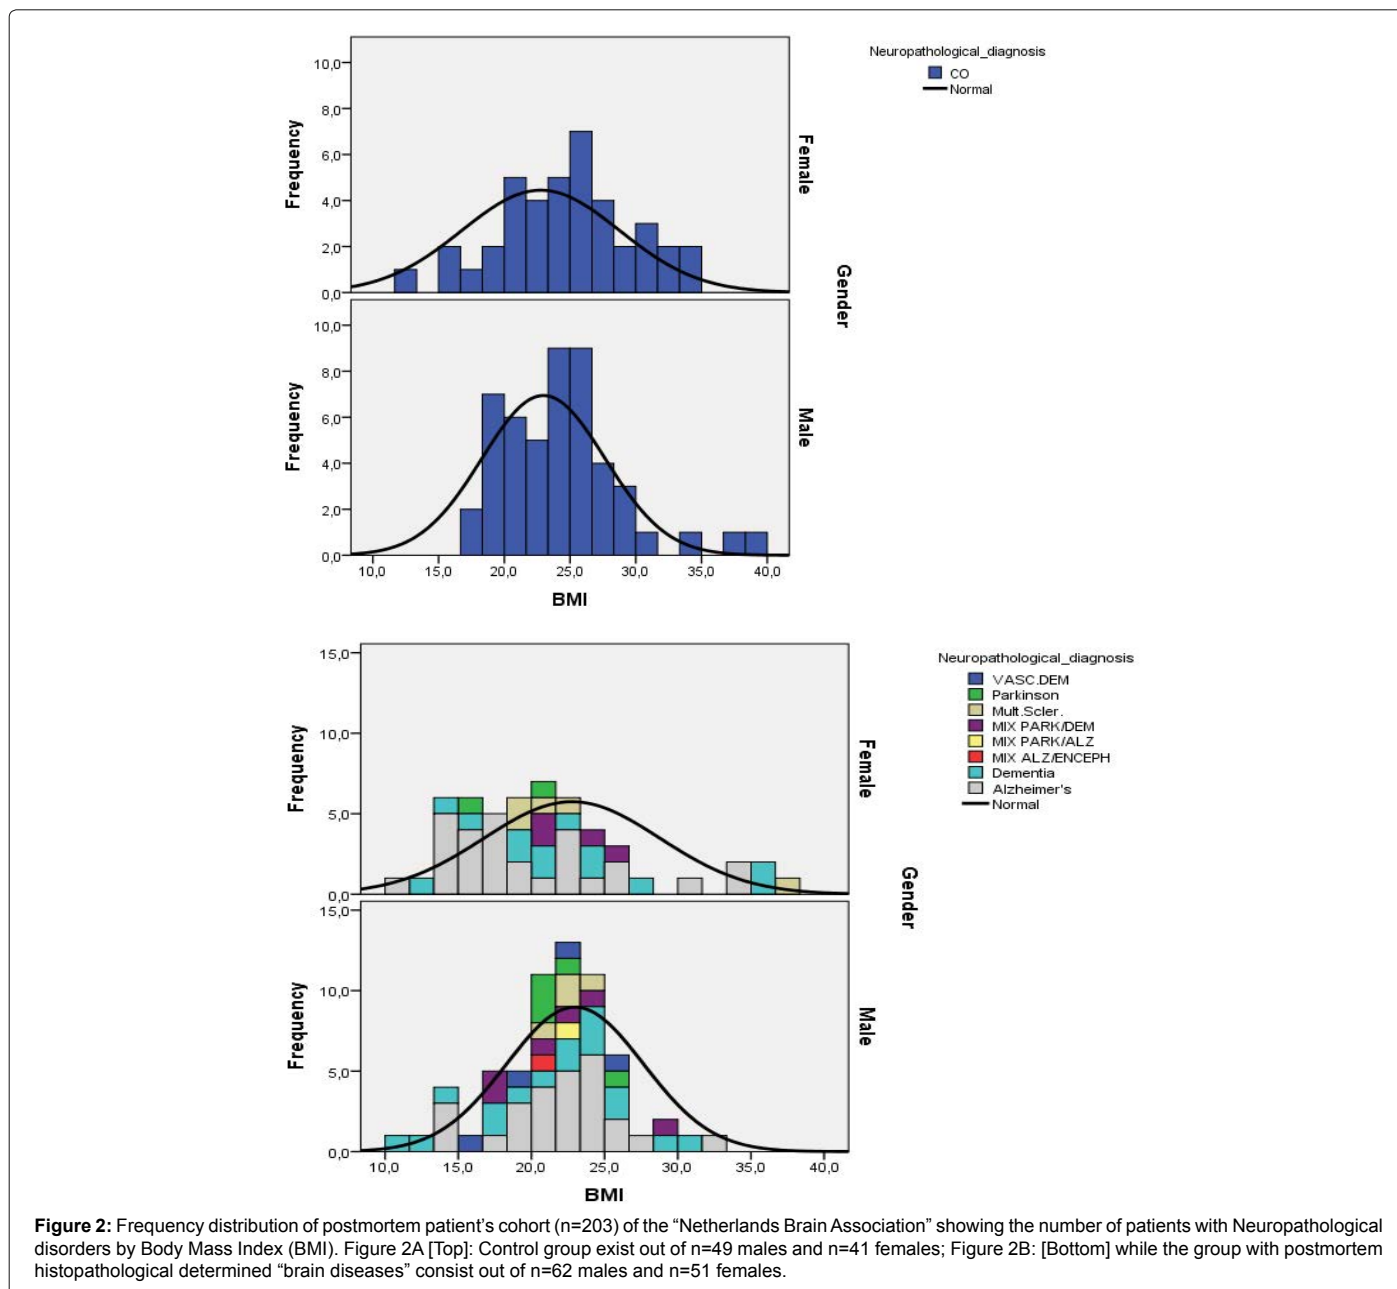 Neuropathological_diagnosis
CO
Normal
10,0
8,0
6,0
4,0
2,0
0,0
Frequency
Female
10,0
8,0
6,0
4,0
2,0
0,0
Frequency
Male
Gender
10,0 15,0 20,0 25,0 30,0 35,0 40,0
BMI
Neuropathological_diagnosis
VASC.DEM
Parkinson
Mult.Scler.
MIX PARK/DEM
MIX PARK/ALZ
MIX ALZ/ENCEPH
Dementia
Alzheimer's
Normal
15,0
10,0
5,0
0,0
Frequency
Female
15,0
10,0
5,0
0,0
Frequency
Male
Gender
10,0 15,0 20,0 25,0 30,0 35,0 40,0
BMI
Figure 2: Frequency distribution of postmortem patient's cohort (n=203) of the “Netherlands Brain Association” showing the number of patients with Neuropathological
disorders by Body Mass Index (BMI). Figure 2A [Top]: Control group exist out of n=49 males and n=41 females; Figure 2B: [Bottom] while the group with postmortem
histopathological determined “brain diseases” consist out of n=62 males and n=51 females.